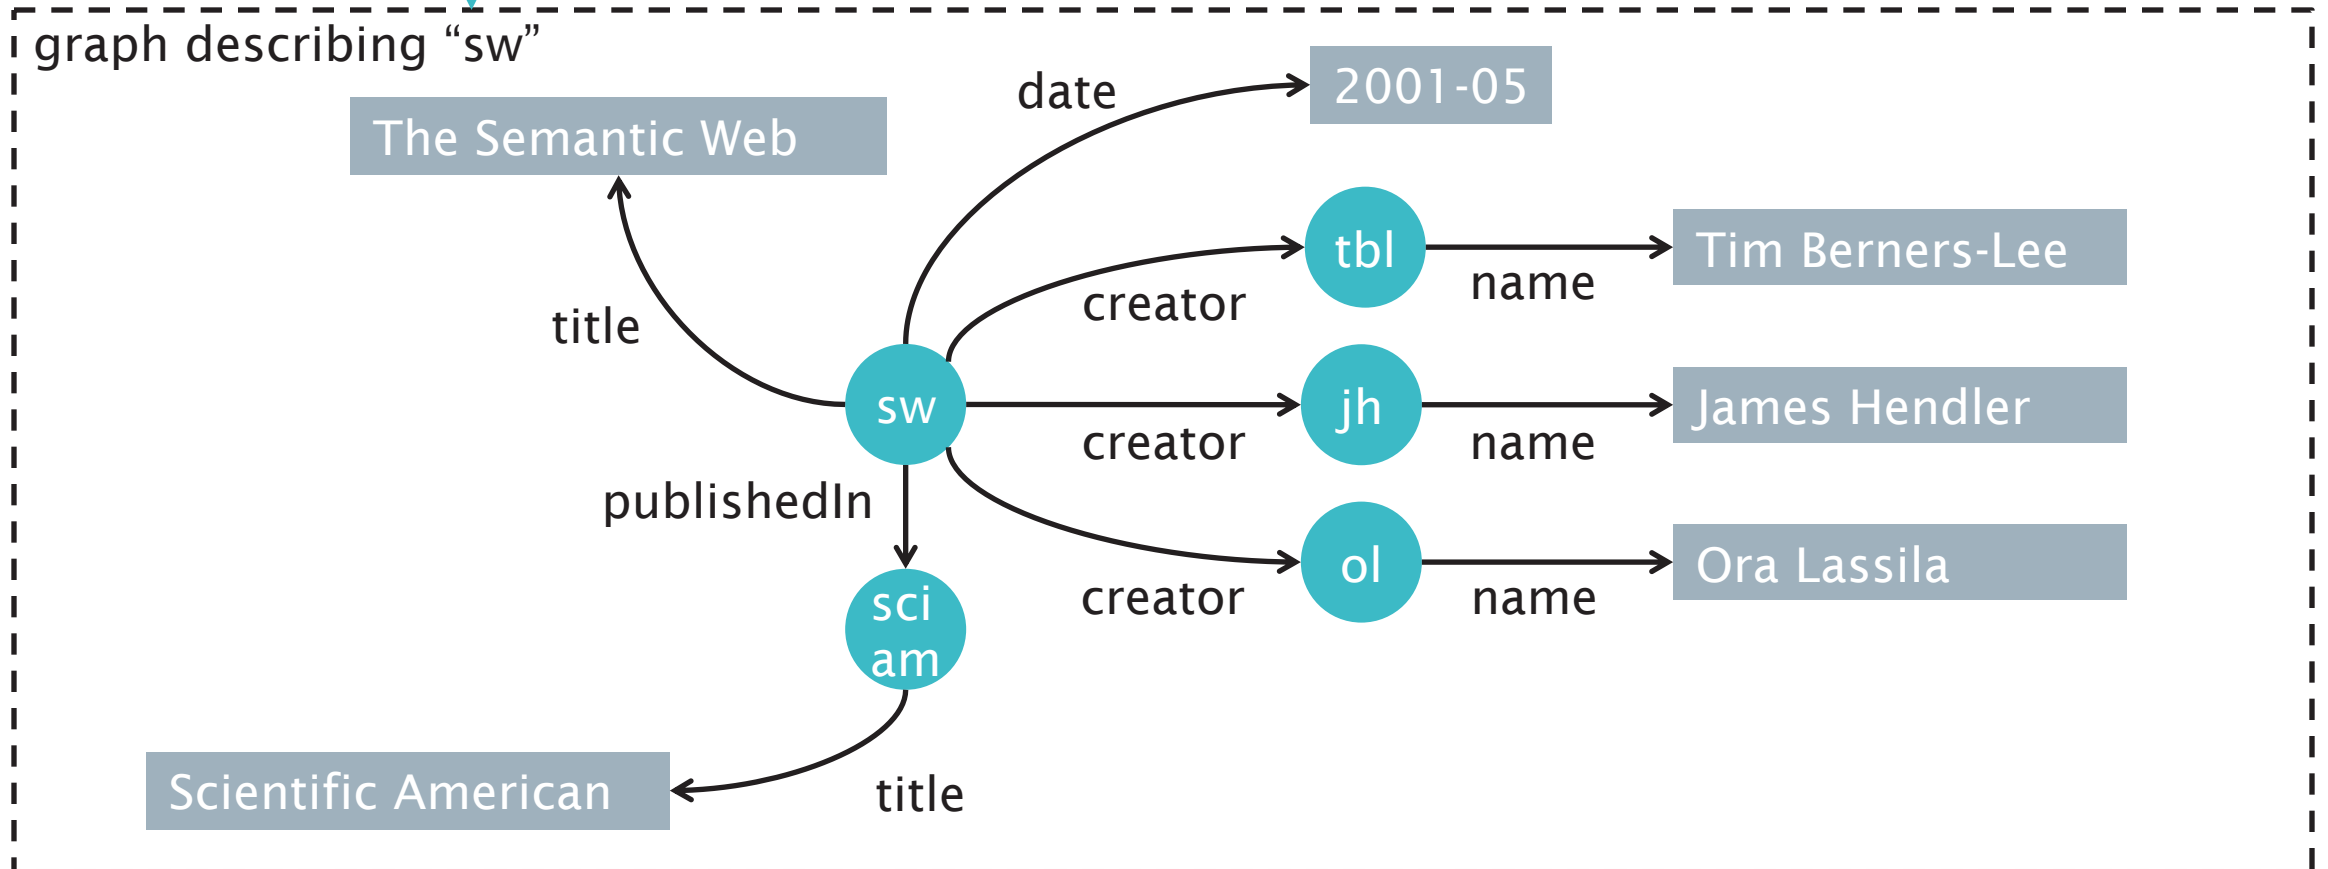 graph describing “sw”
date
2001-05
The Semantic Web
tbl
Tim Berners-Lee
name
creator
title
sw
jh
James Hendler
name
creator
publishedIn
ol
Ora Lassila
name
creator
sci
am
Scientific American
title